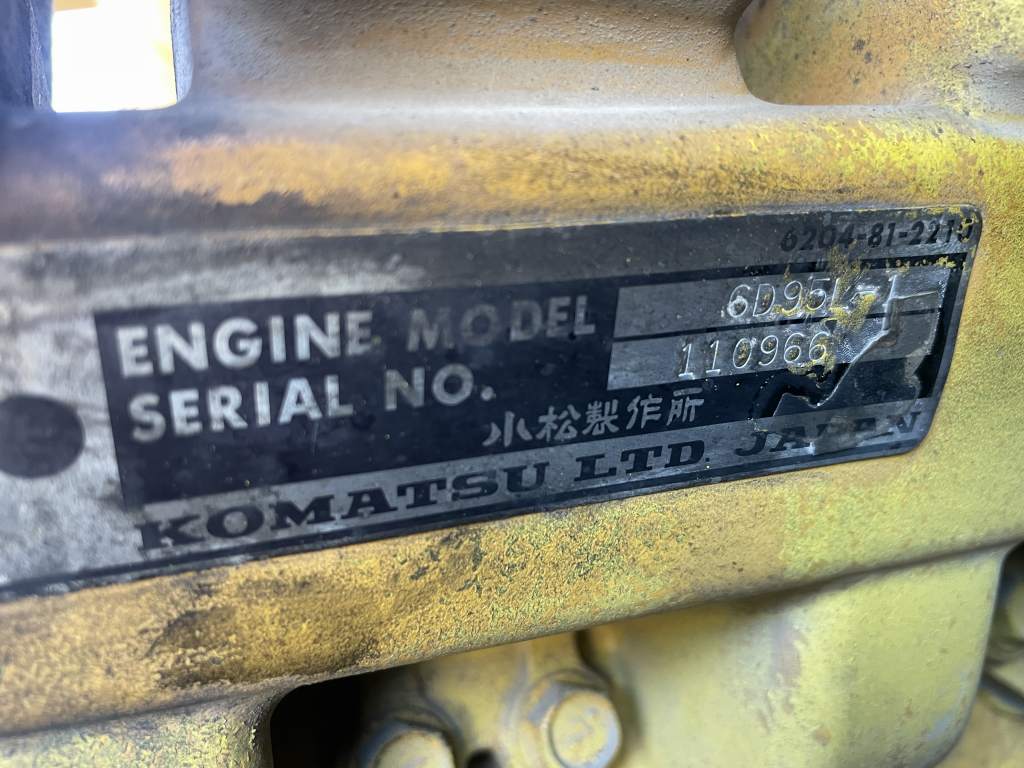 6204-81-221
ENGINE MODEL 6D95L-1
SERIAL NO. 110966
小松製作所
KOMATSU LTD. JAPAN